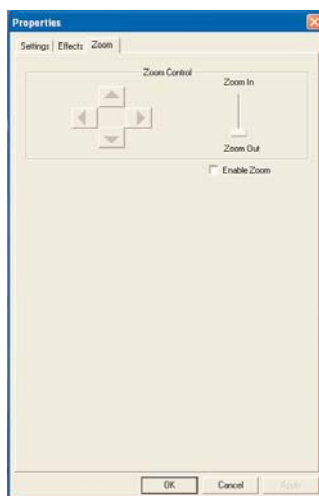 Properties
Settings Effects Zoom
Zoom Control
Zoom In
Zoom Out
Enable Zoom
OK Cancel Apply